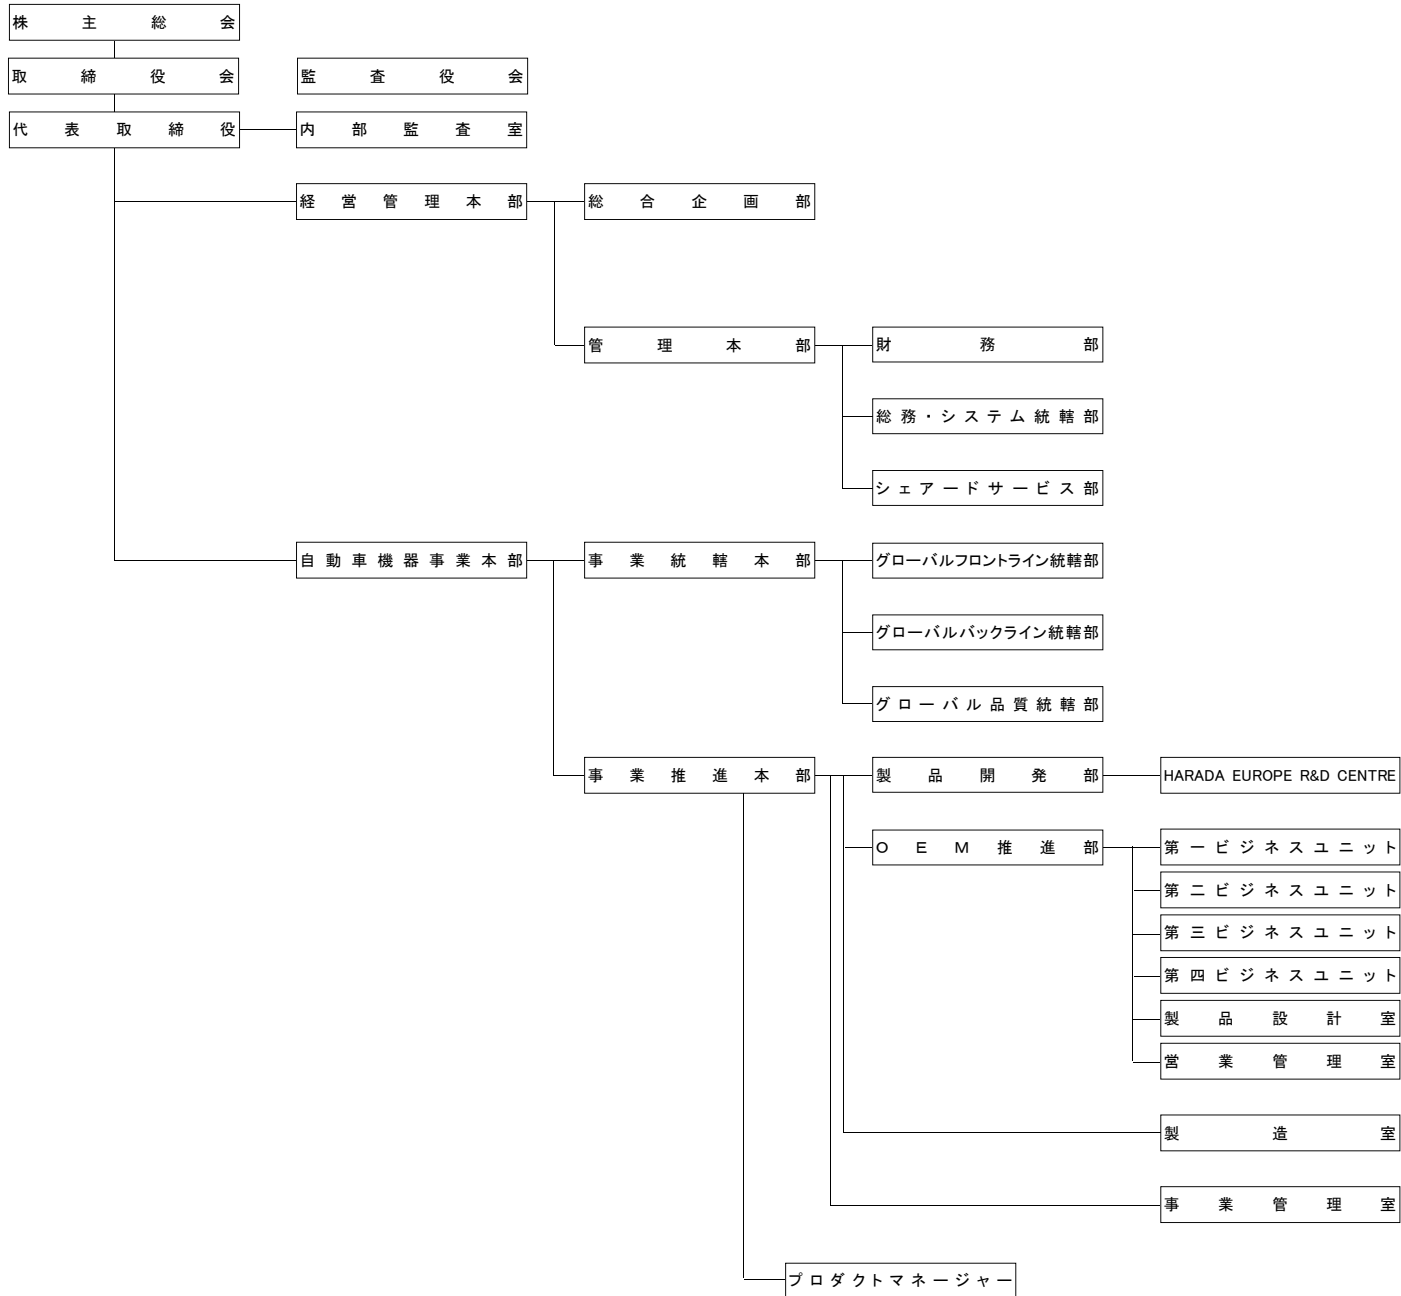 株主総会
取締役会 監査役会
代表取締役 内部監査室
経営管理本部 総合企画部
管理本部 財務部
総務・システム統轄部
シェアードサービス部
自動車機器事業本部 事業統轄本部 グローバルフロントライン統轄部
グローバルバックライン統轄部
グローバル品質統轄部
事業推進本部 製品開発部 HARADA EUROPE R&D CENTRE
OEM推進部 第一ビジネスユニット
第二ビジネスユニット
第三ビジネスユニット
第四ビジネスユニット
製品設計室
営業管理室
製造室
事業管理室
プロダクトマネージャー